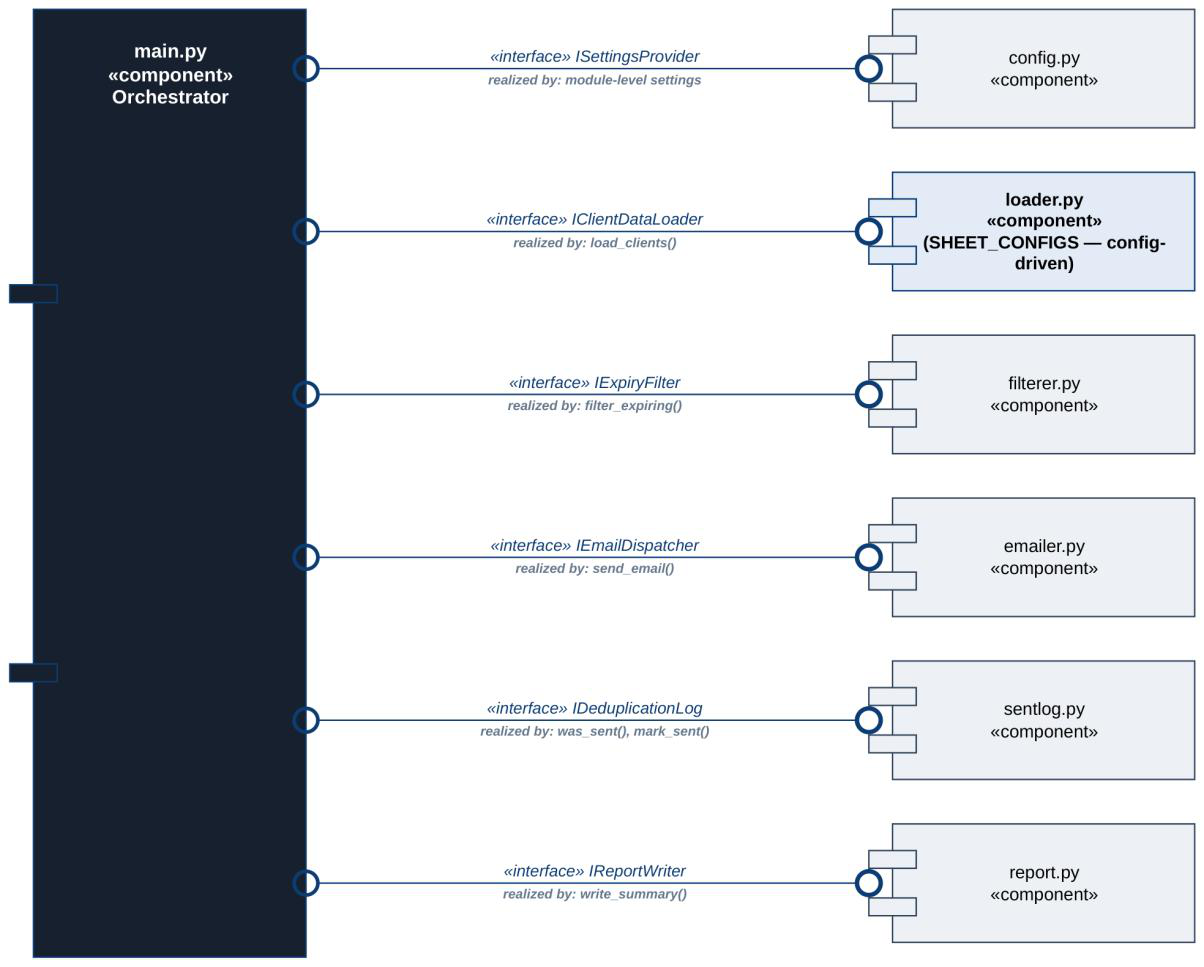 main.py
«component»
Orchestrator
«interface» ISettingsProvider
realized by: module-level settings
config.py
«component»
«interface» IClientDataLoader
realized by: load_clients()
loader.py
«component»
(SHEET_CONFIGS — config-
driven)
«interface» IExpiryFilter
realized by: filter_expiring()
filterer.py
«component»
«interface» IEmailDispatcher
realized by: send_email()
emailer.py
«component»
«interface» IDeduplicationLog
realized by: was_sent(), mark_sent()
sentlog.py
«component»
«interface» IReportWriter
realized by: write_summary()
report.py
«component»